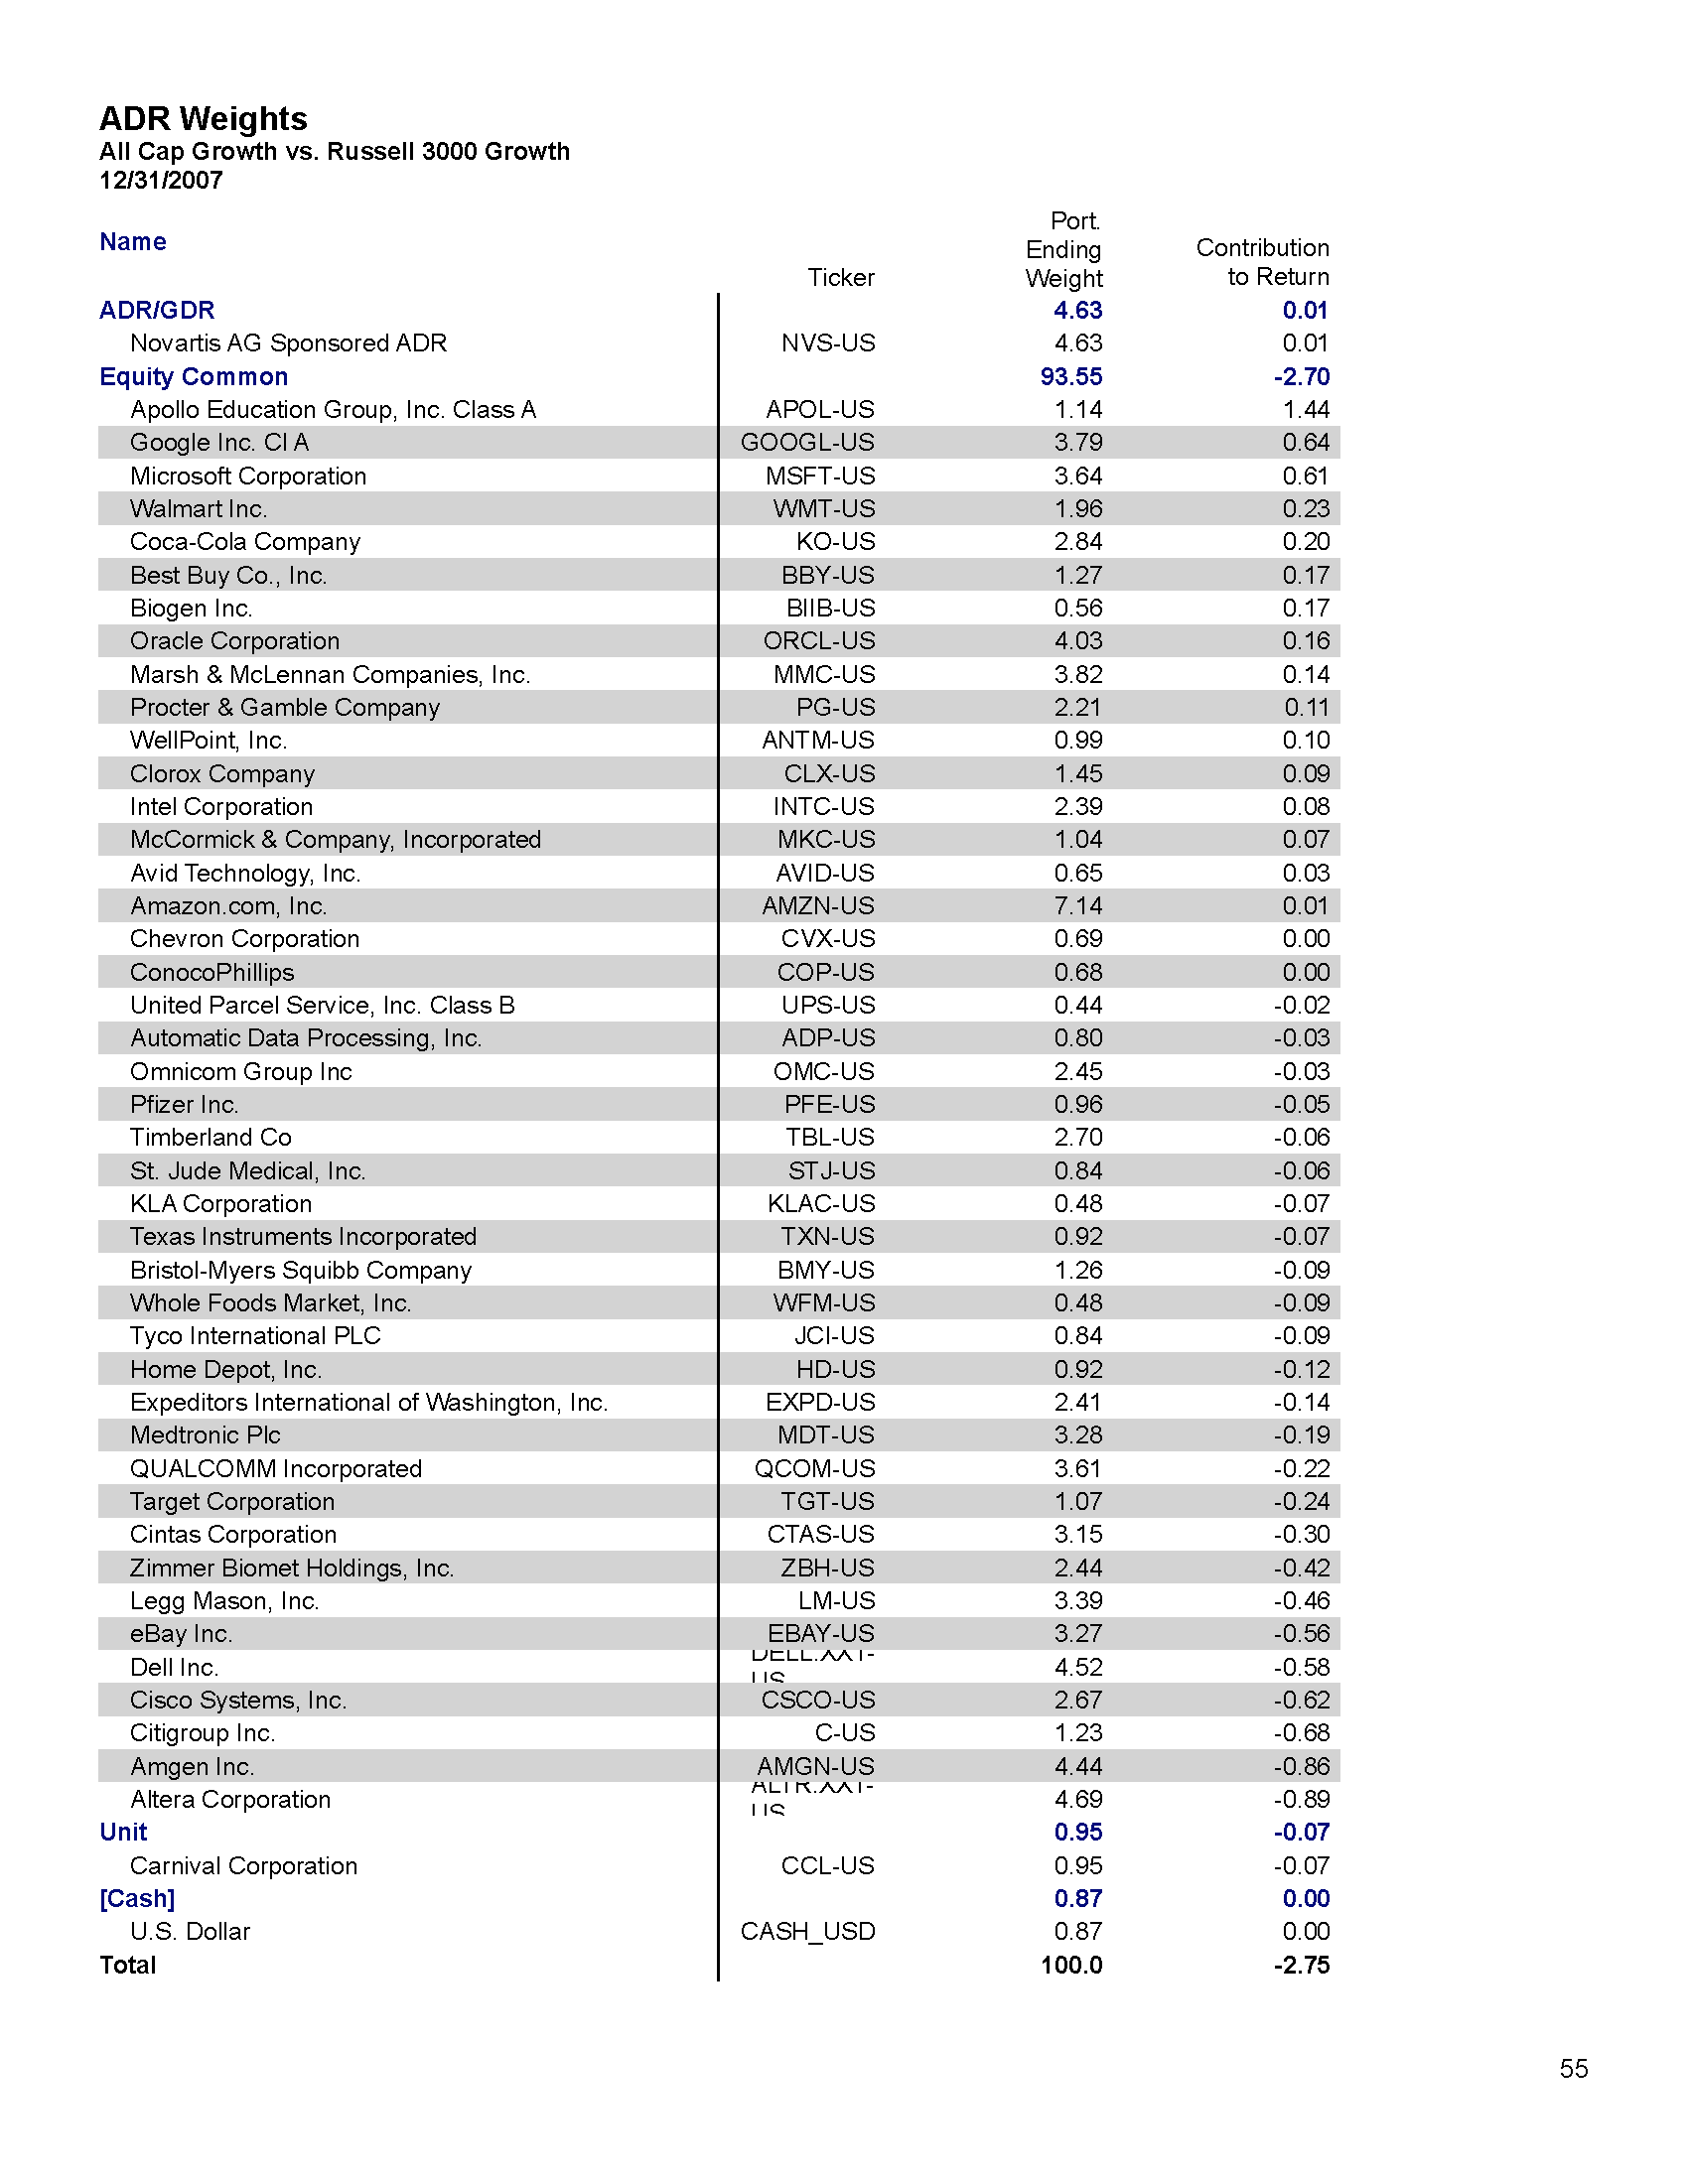 ADR Weights
All Cap Growth vs. Russell 3000 Growth
12/31/2007
Name Ticker Port. Ending Weight Contribution to Return
ADR/GDR 4.63 0.01
Novartis AG Sponsored ADR NVS-US 4.63 0.01
Equity Common 93.55 -2.70
Apollo Education Group, Inc. Class A APOL-US 1.14 1.44
Google Inc. Cl A GOOGL-US 3.79 0.64
Microsoft Corporation MSFT-US 3.64 0.61
Walmart Inc. WMT-US 1.96 0.23
Coca-Cola Company KO-US 2.84 0.20
Best Buy Co., Inc. BBY-US 1.27 0.17
Biogen Inc. BIIB-US 0.56 0.17
Oracle Corporation ORCL-US 4.03 0.16
Marsh & McLennan Companies, Inc. MMC-US 3.82 0.14
Procter & Gamble Company PG-US 2.21 0.11
WellPoint, Inc. ANTM-US 0.99 0.10
Clorox Company CLX-US 1.45 0.09
Intel Corporation INTC-US 2.39 0.08
McCormick & Company, Incorporated MKC-US 1.04 0.07
Avid Technology, Inc. AVID-US 0.65 0.03
Amazon.com, Inc. AMZN-US 7.14 0.01
Chevron Corporation CVX-US 0.69 0.00
ConocoPhillips COP-US 0.68 0.00
United Parcel Service, Inc. Class B UPS-US 0.44 -0.02
Automatic Data Processing, Inc. ADP-US 0.80 -0.03
Omnicom Group Inc OMC-US 2.45 -0.03
Pfizer Inc. PFE-US 0.96 -0.05
Timberland Co TBL-US 2.70 -0.06
St. Jude Medical, Inc. STJ-US 0.84 -0.06
KLA Corporation KLAC-US 0.48 -0.07
Texas Instruments Incorporated TXN-US 0.92 -0.07
Bristol-Myers Squibb Company BMY-US 1.26 -0.09
Whole Foods Market, Inc. WFM-US 0.48 -0.09
Tyco International PLC JCI-US 0.84 -0.09
Home Depot, Inc. HD-US 0.92 -0.12
Expeditors International of Washington, Inc. EXPD-US 2.41 -0.14
Medtronic Plc MDT-US 3.28 -0.19
QUALCOMM Incorporated QCOM-US 3.61 -0.22
Target Corporation TGT-US 1.07 -0.24
Cintas Corporation CTAS-US 3.15 -0.30
Zimmer Biomet Holdings, Inc. ZBH-US 2.44 -0.42
Legg Mason, Inc. LM-US 3.39 -0.46
eBay Inc. EBAY-US 3.27 -0.56
Dell Inc. 4.52 -0.58
Cisco Systems, Inc. CSCO-US 2.67 -0.62
Citigroup Inc. C-US 1.23 -0.68
Amgen Inc. AMGN-US 4.44 -0.86
Altera Corporation 4.69 -0.89
Unit 0.95 -0.07
Carnival Corporation CCL-US 0.95 -0.07
[Cash] 0.87 0.00
U.S. Dollar CASH_USD 0.87 0.00
Total 100.0 -2.75
55